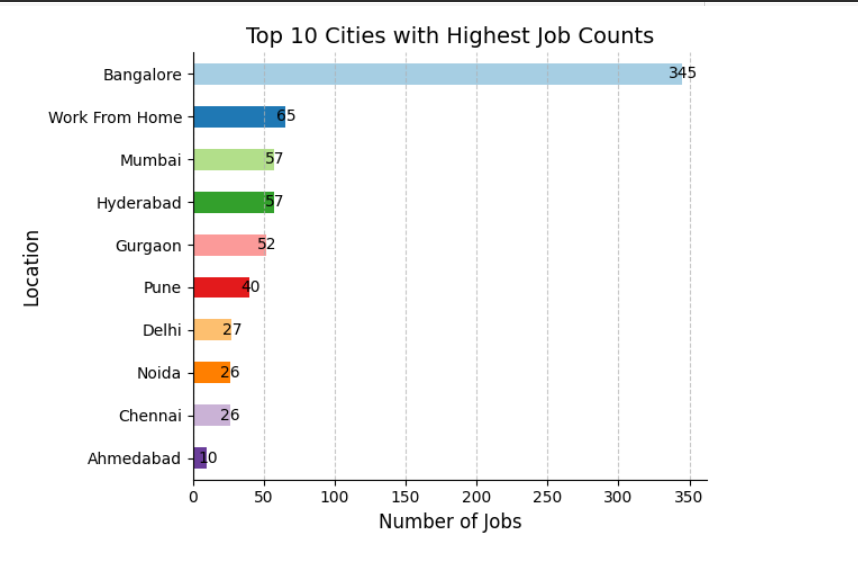 Top 10 Cities with Highest Job Counts
Bangalore 345
Work From Home 65
Mumbai 57
Hyderabad 57
Gurgaon 52
Pune 40
Delhi 27
Noida 26
Chennai 26
Ahmedabad 10
Location
0 50 100 150 200 250 300 350
Number of Jobs